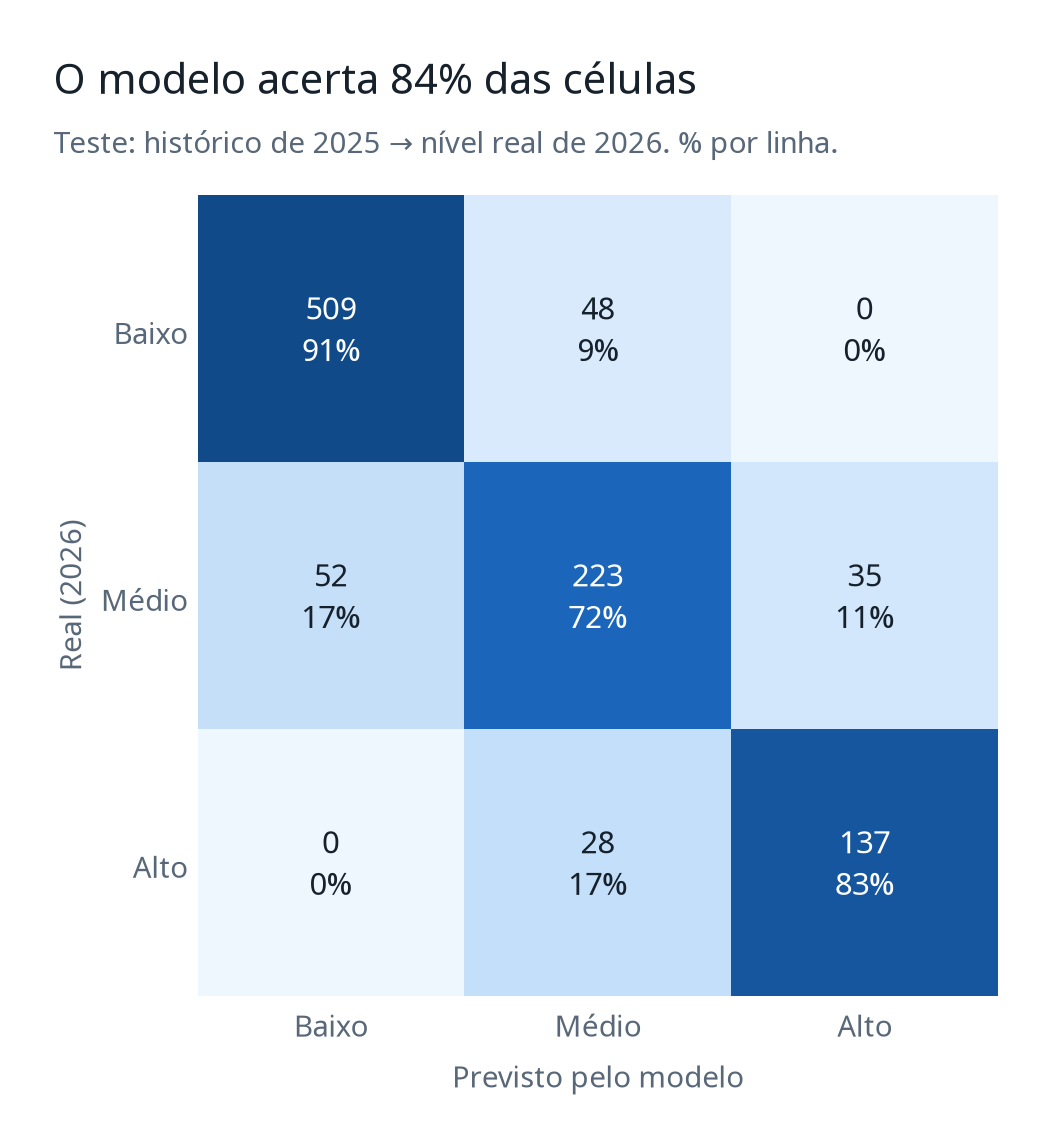 O modelo acerta 84% das células
Teste: histórico de 2025 → nível real de 2026. % por linha.
Real (2026)
Baixo
509
91%
48
9%
0
0%
Médio
52
17%
223
72%
35
11%
Alto
0
0%
28
17%
137
83%
Baixo
Médio
Alto
Previsto pelo modelo